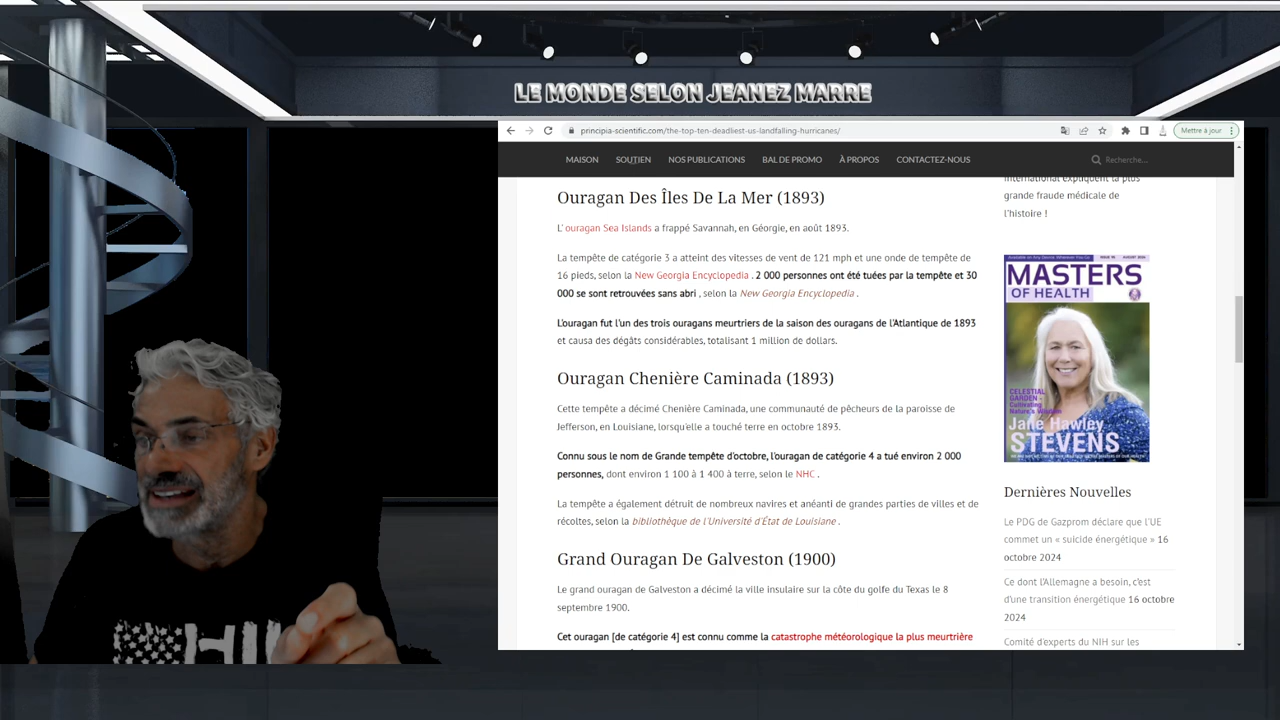 LE MONDE SELON JEANEZ MARRE
principia-scientific.com/the-top-ten-deadliest-us-landfalling-hurricanes/
Mettre à jour
MAISON SOUTIEN NOS PUBLICATIONS BAL DE PROMO À PROPOS CONTACTEZ-NOUS
Recherche...
Ouragan Des Îles De La Mer (1893)
L' ouragan Sea Islands a frappé Savannah, en Géorgie, en août 1893.
La tempête de catégorie 3 a atteint des vitesses de vent de 121 mph et une onde de tempête de
16 pieds, selon la New Georgia Encyclopedia . 2 000 personnes ont été tuées par la tempête et 30
000 se sont retrouvées sans abri , selon la New Georgia Encyclopedia .
L'ouragan fut l'un des trois ouragans meurtriers de la saison des ouragans de l'Atlantique de 1893
et causa des dégâts considérables, totalisant 1 million de dollars.
Ouragan Chenière Caminada (1893)
Cette tempête a décimé Chenière Caminada, une communauté de pêcheurs de la paroisse de
Jefferson, en Louisiane, lorsqu'elle a touché terre en octobre 1893.
Connu sous le nom de Grande tempête d'octobre, l'ouragan de catégorie 4 a tué environ 2 000
personnes, dont environ 1 100 à 1 400 à terre, selon le NHC .
La tempête a également détruit de nombreux navires et anéanti de grandes parties de villes et de
récoltes, selon la bibliothèque de l'Université d'État de Louisiane .
Grand Ouragan De Galveston (1900)
Le grand ouragan de Galveston a décimé la ville insulaire sur la côte du golfe du Texas le 8
septembre 1900.
Cet ouragan [de catégorie 4] est connu comme la catastrophe météorologique la plus meurtrière
international expliquent la plus
grande fraude médicale de
l'histoire !
MASTERS
OF HEALTH
CELESTIAL
GARDEN -
Cultivating
Nature's Wisdom
Jane Hawley
STEVENS
Dernières Nouvelles
Le PDG de Gazprom déclare que l'UE
commet un « suicide énergétique » 16
octobre 2024
Ce dont l'Allemagne a besoin, c'est
d'une transition énergétique 16 octobre
2024
Comité d'experts du NIH sur les